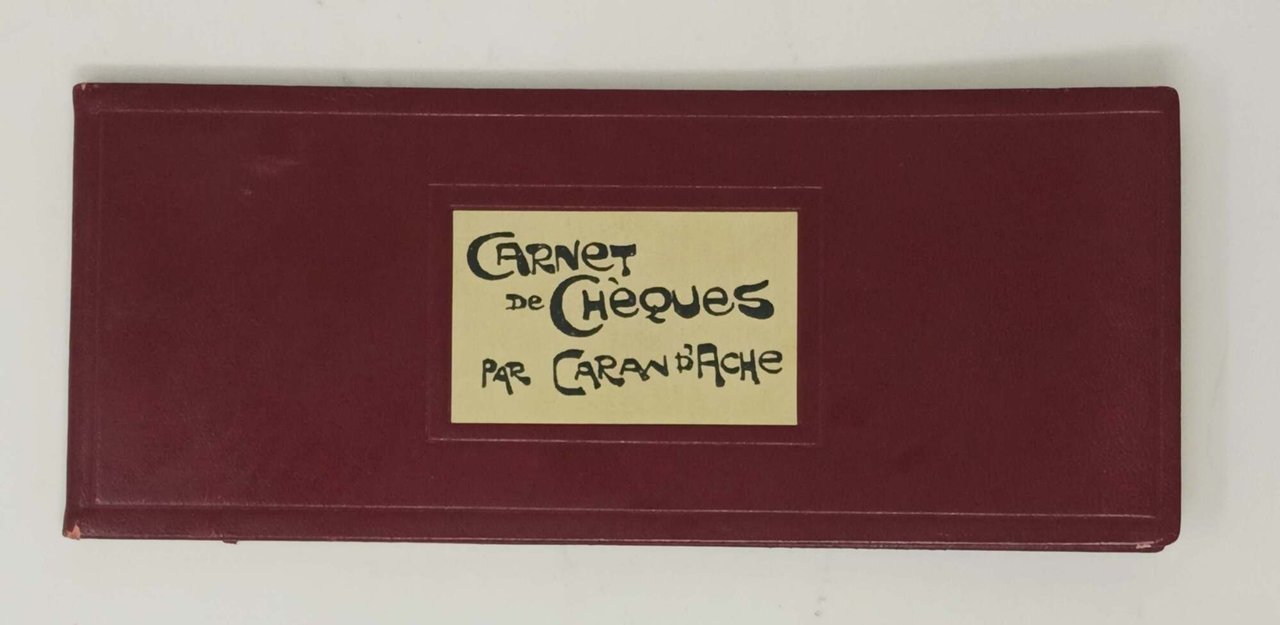 CARNeT
De CHèQUeS
PAR CARAN D'ACHe